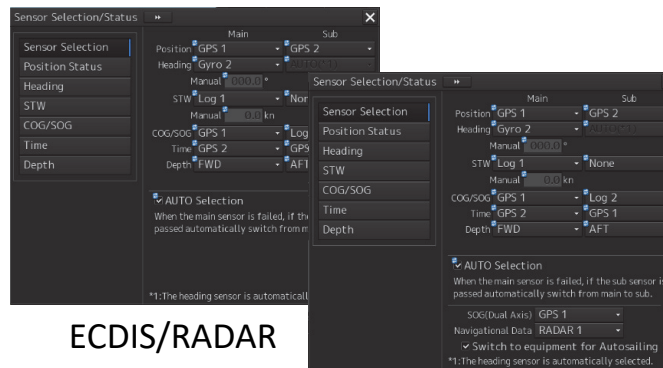 Sensor Selection/Status
Sensor Selection
Position Status
Heading
STW
COG/SOG
Time
Depth
Main Sub
Position GPS 1 GPS 2
Heading Gyro 2
Manual 000.0 °
STW Log 1
Manual 0.0 kn
COG/SOG GPS 1 Log
Time GPS 2
Depth FWD AFT
AUTO Selection
When the main sensor is failed, if th
passed automatically switch from m
*1:The heading sensor is automaticall
ECDIS/RADAR
Sensor Selection/Status
Sensor Selection
Position Status
Heading
STW
COG/SOG
Time
Depth
Main Sub
Position GPS 1 GPS 2
Heading Gyro 2
Manual 000.0 °
STW Log 1 None
Manual 0.0 kn
COG/SOG GPS 1 Log 2
Time GPS 2 GPS 1
Depth FWD AFT
AUTO Selection
When the main sensor is failed, if the sub sensor i
passed automatically switch from main to sub.
SOG(Dual Axis) GPS 1
Navigational Data RADAR 1
Switch to equipment for Autosailing
*1:The heading sensor is automatically selected.